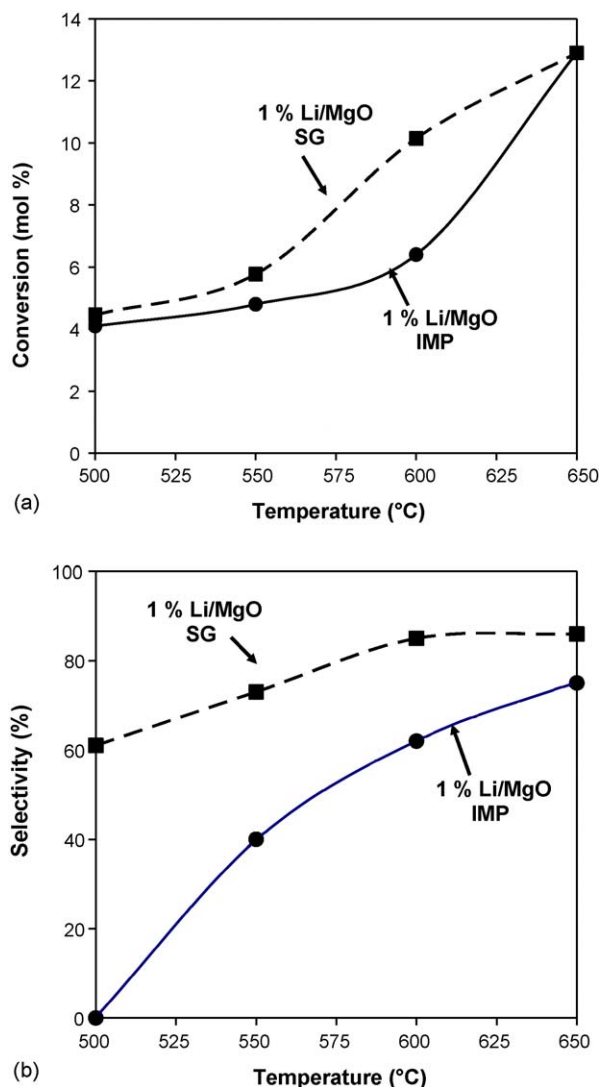 14
12
10
8
6
4
2
0
Conversion (mol %)
1 % Li/MgO
SG
1 % Li/MgO
IMP
500 525 550 575 600 625 650
Temperature (°C)
(a)
100
80
60
40
20
0
Selectivity (%)
1 % Li/MgO
SG
1 % Li/MgO
IMP
500 525 550 575 600 625 650
Temperature (°C)
(b)